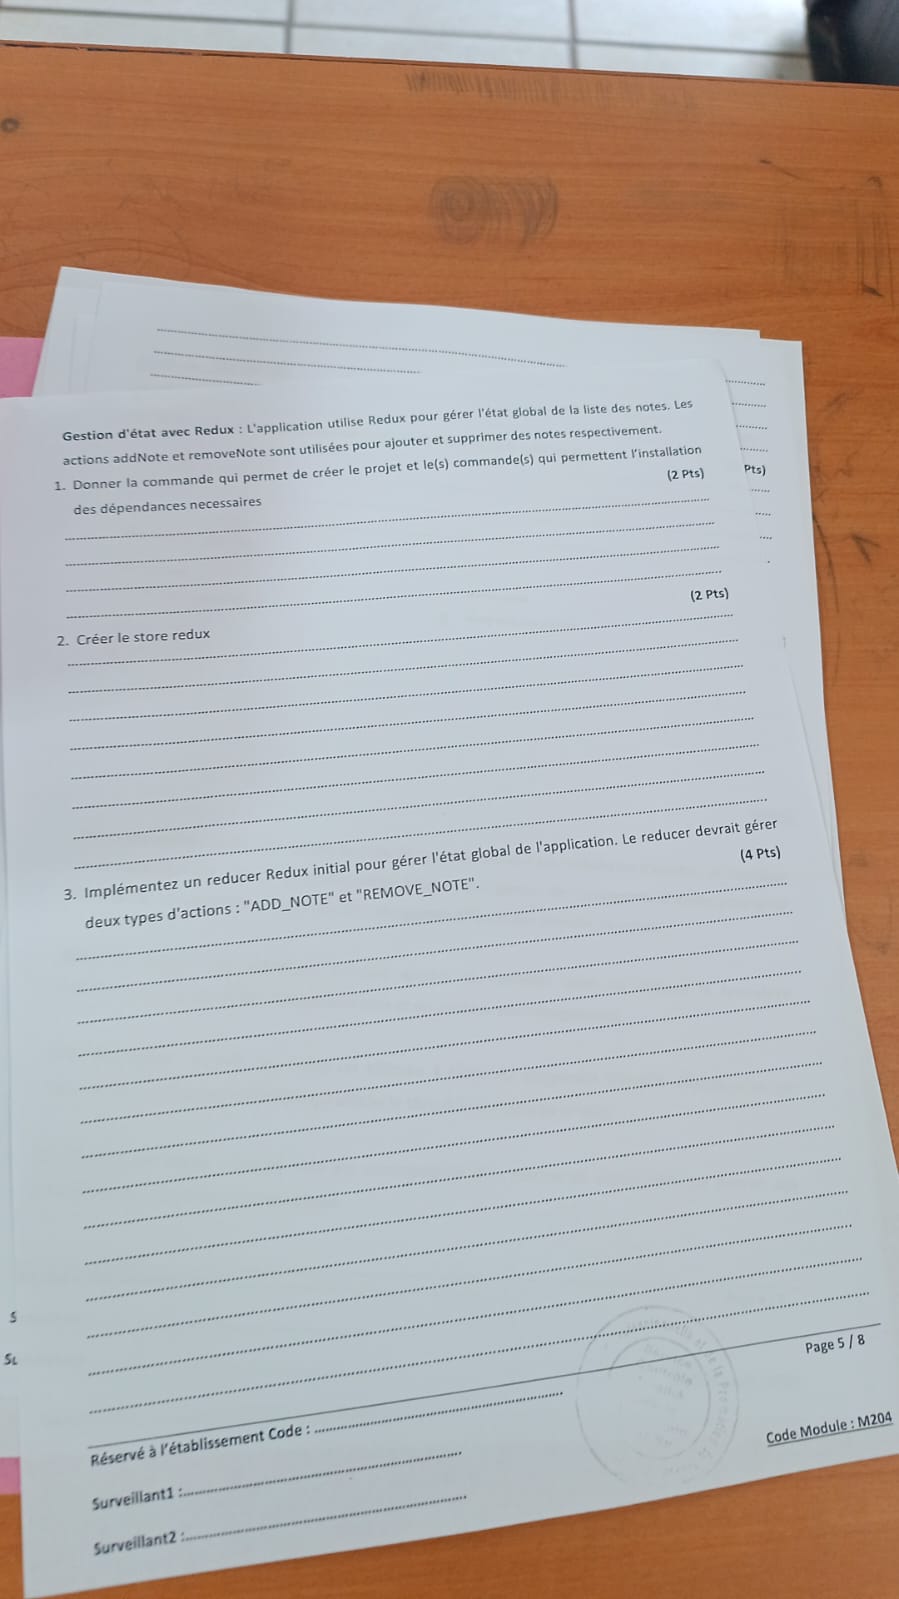 Gestion d'état avec Redux : L'application utilise Redux pour gérer l'état global de la liste des notes. Les
actions addNote et removeNote sont utilisées pour ajouter et supprimer des notes respectivement.
1. Donner la commande qui permet de créer le projet et le(s) commande(s) qui permettent l'installation
des dépendances necessaires (2 Pts)
Pts)
2. Créer le store redux (2 Pts)
3. Implémentez un reducer Redux initial pour gérer l'état global de l'application. Le reducer devrait gérer
deux types d'actions : "ADD_NOTE" et "REMOVE_NOTE". (4 Pts)
S
Page 5 / 8
Réservé à l'établissement Code :
Code Module : M204
Surveillant1 :
Surveillant2 :